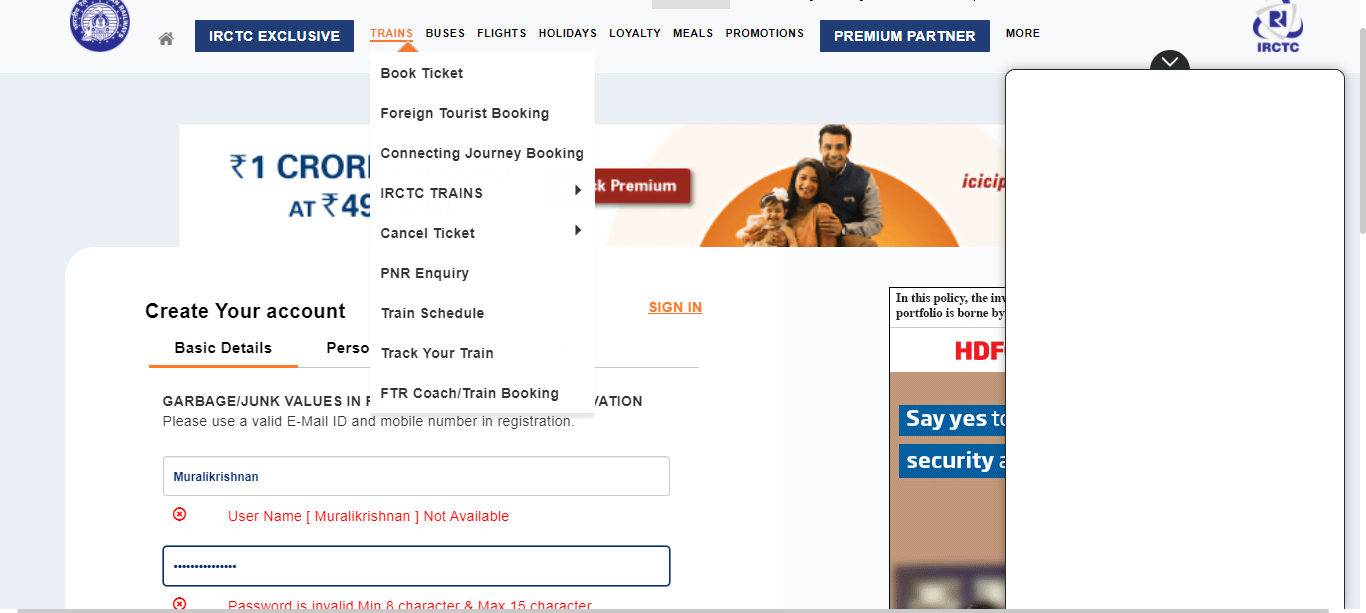 IRCTC EXCLUSIVE
TRAINS
BUSES
FLIGHTS
HOLIDAYS
LOYALTY
MEALS
PROMOTIONS
PREMIUM PARTNER
MORE
IRCTC
Book Ticket
Foreign Tourist Booking
Connecting Journey Booking
IRCTC TRAINS
Cancel Ticket
PNR Enquiry
Train Schedule
Track Your Train
FTR Coach/Train Booking
₹1 CROR
AT ₹49
k Premium
icicip
Create Your account
SIGN IN
Basic Details
Perso
GARBAGE/JUNK VALUES IN
VATION
Please use a valid E-Mail ID and mobile number in registration.
Muralikrishnan
User Name [ Muralikrishnan ] Not Available
Password is invalid Min 8 character & Max 15 character
In this policy, the inv
portfolio is borne by
HDF
Say yes to
security a